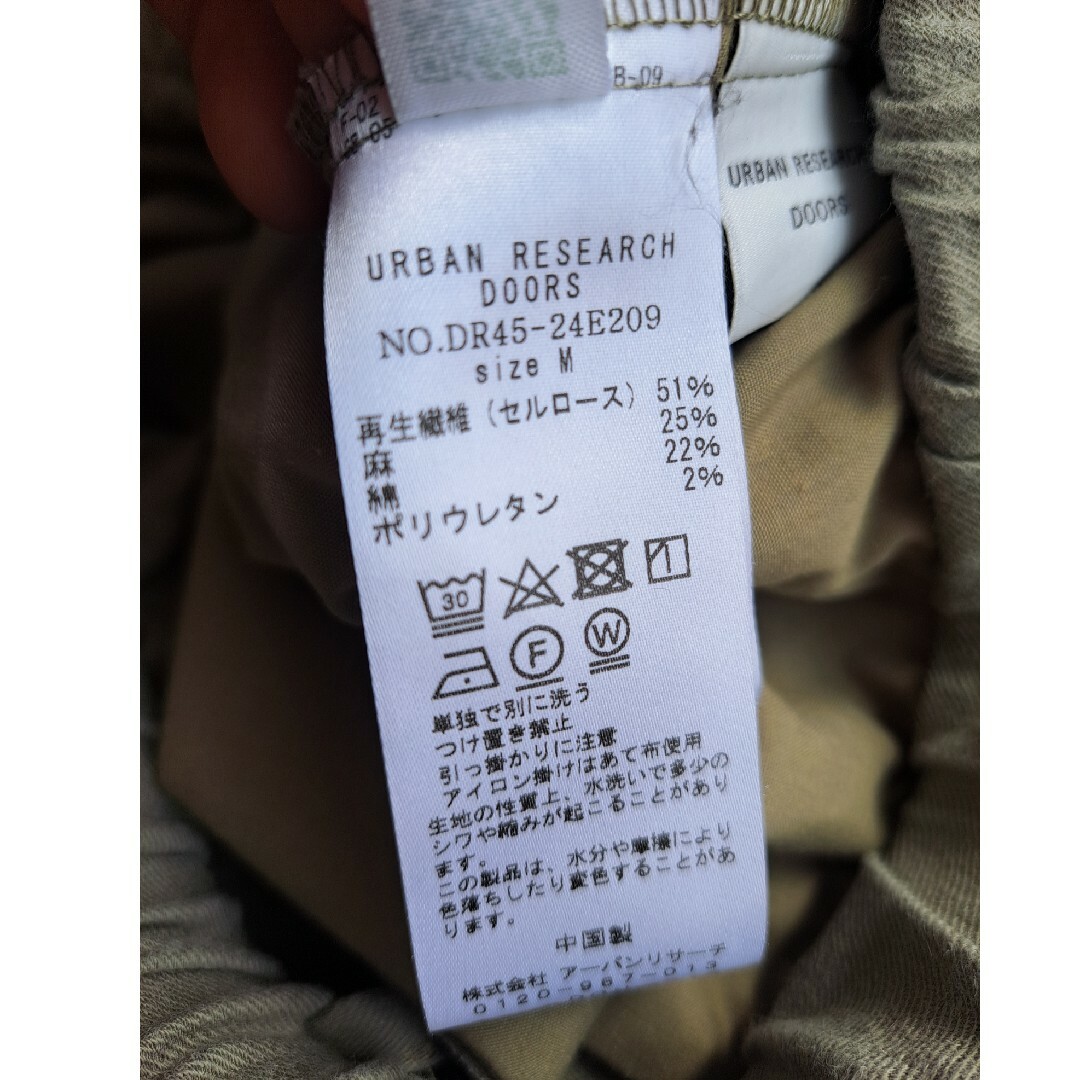 B-09
F-02
URBAN RESEARCH
DOORS
URBAN RESEARCH
DOORS
NO.DR45-24E209
size M
再生繊維(セルロース) 51%
麻 25%
綿 22%
ポリウレタン 2%
30
1
F
W
単独で別に洗う
つけ置き禁止
引っ掛かりに注意
アイロン掛けはあて布使用
生地の性質上、水洗いで多少の
シワや縮みが起こることがあり
ます。
この製品は、水分や摩擦により
色落ちしたり変色することがあ
ります。
中国製
株式会社 アーバンリサーチ
0120-987-013